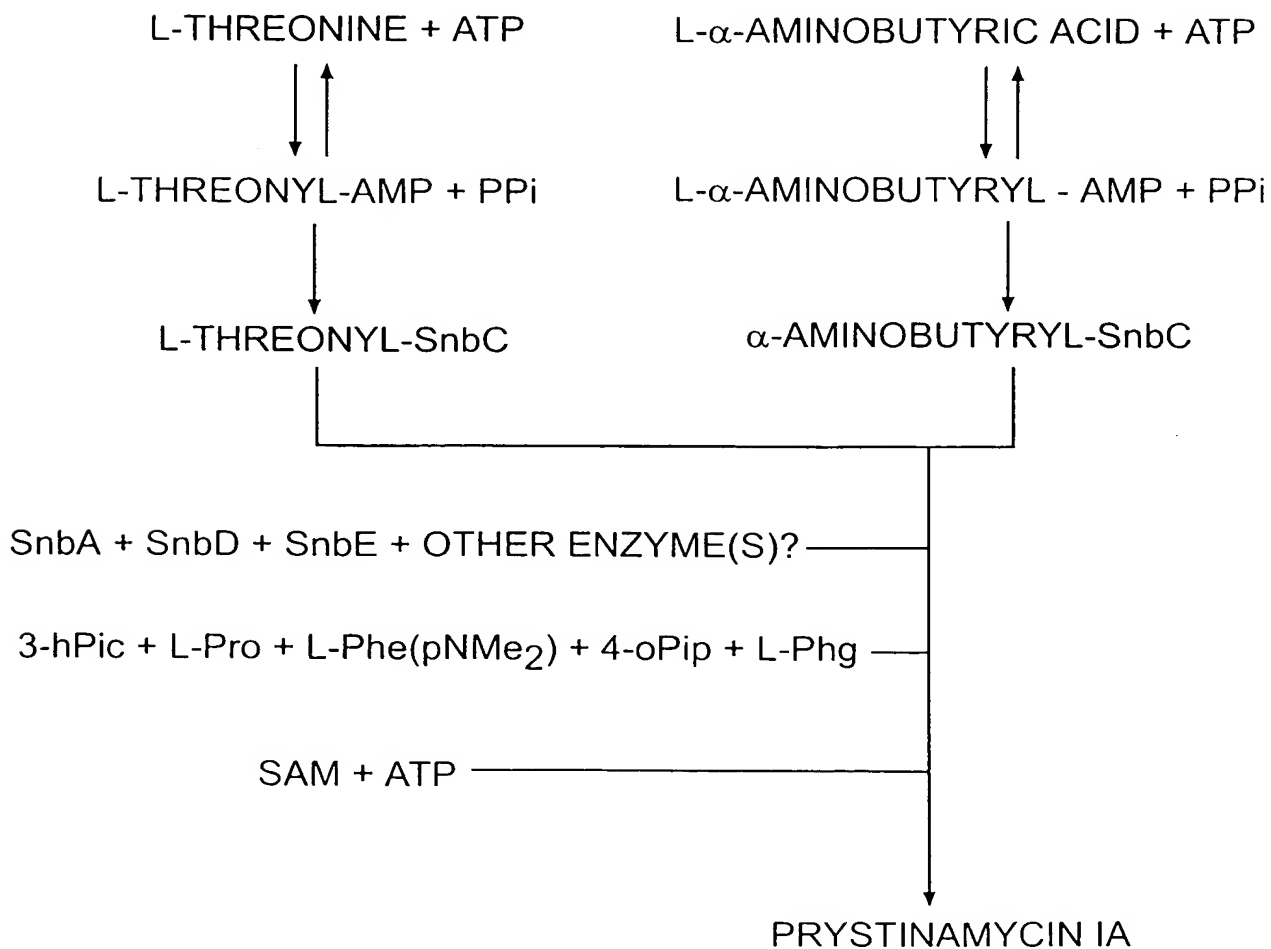 L-THREONINE + ATP
L-α-AMINOBUTYRIC ACID + ATP
L-THREONYL-AMP + PPi
L-α-AMINOBUTYRYL - AMP + PPi
L-THREONYL-SnbC
α-AMINOBUTYRYL-SnbC
SnbA + SnbD + SnbE + OTHER ENZYME(S)?
3-hPic + L-Pro + L-Phe(pNMe₂) + 4-oPip + L-Phg
SAM + ATP
PRYSTINAMYCIN IA